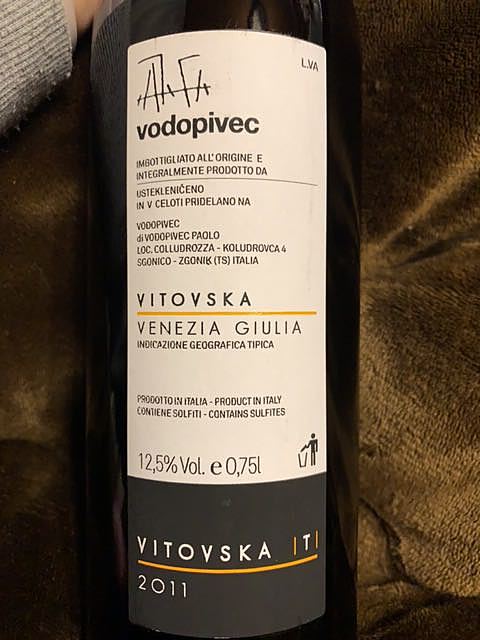 L.VA
vodopivec
IMBOTTIGLIATO ALL'ORIGINE E
INTEGRALMENTE PRODOTTO DA
USTEKLENIČENO
IN V CELOTI PRIDELANO NA
VODOPIVEC
di VODOPIVEC PAOLO
LOC. COLLUDROZZA - KOLUDROVCA 4
SGONICO - ZGONIK (TS) ITALIA
VITOVSKA
VENEZIA GIULIA
INDICAZIONE GEOGRAFICA TIPICA
PRODOTTO IN ITALIA - PRODUCT IN ITALY
CONTIENE SOLFITI - CONTAINS SULFITES
12,5% Vol. e 0,75l
VITOVSKA |T|
2011